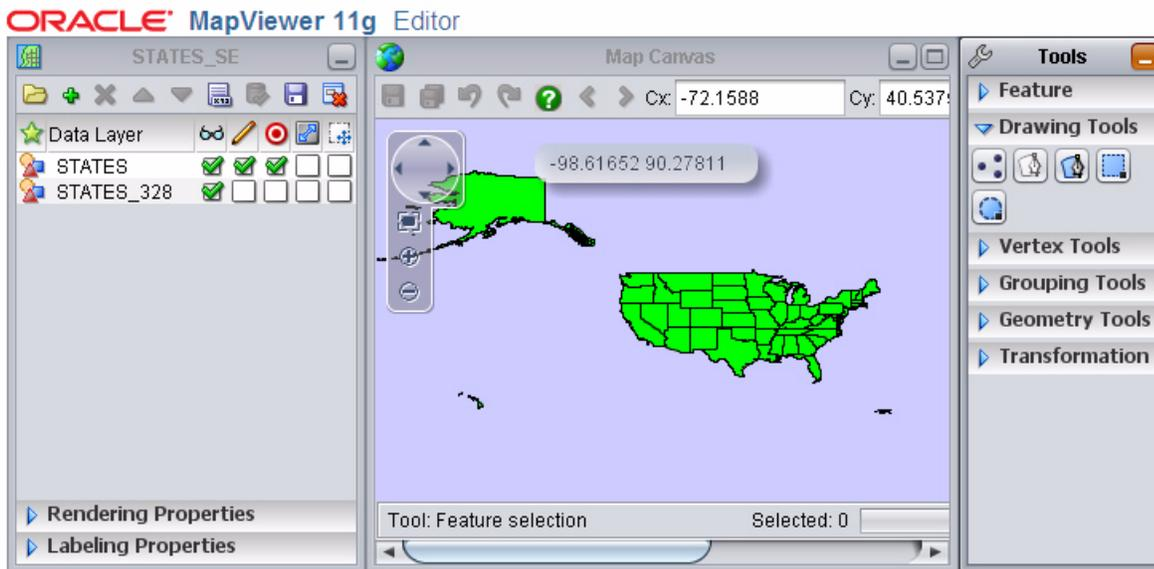 ORACLE MapViewer 11g Editor
STATES_SE
Data Layer
STATES
STATES_328
Rendering Properties
Labeling Properties
Map Canvas
Cx: -72.1588 Cy: 40.537
-98.61652 90.27811
Tool: Feature selection Selected: 0
Tools
Feature
Drawing Tools
Vertex Tools
Grouping Tools
Geometry Tools
Transformation